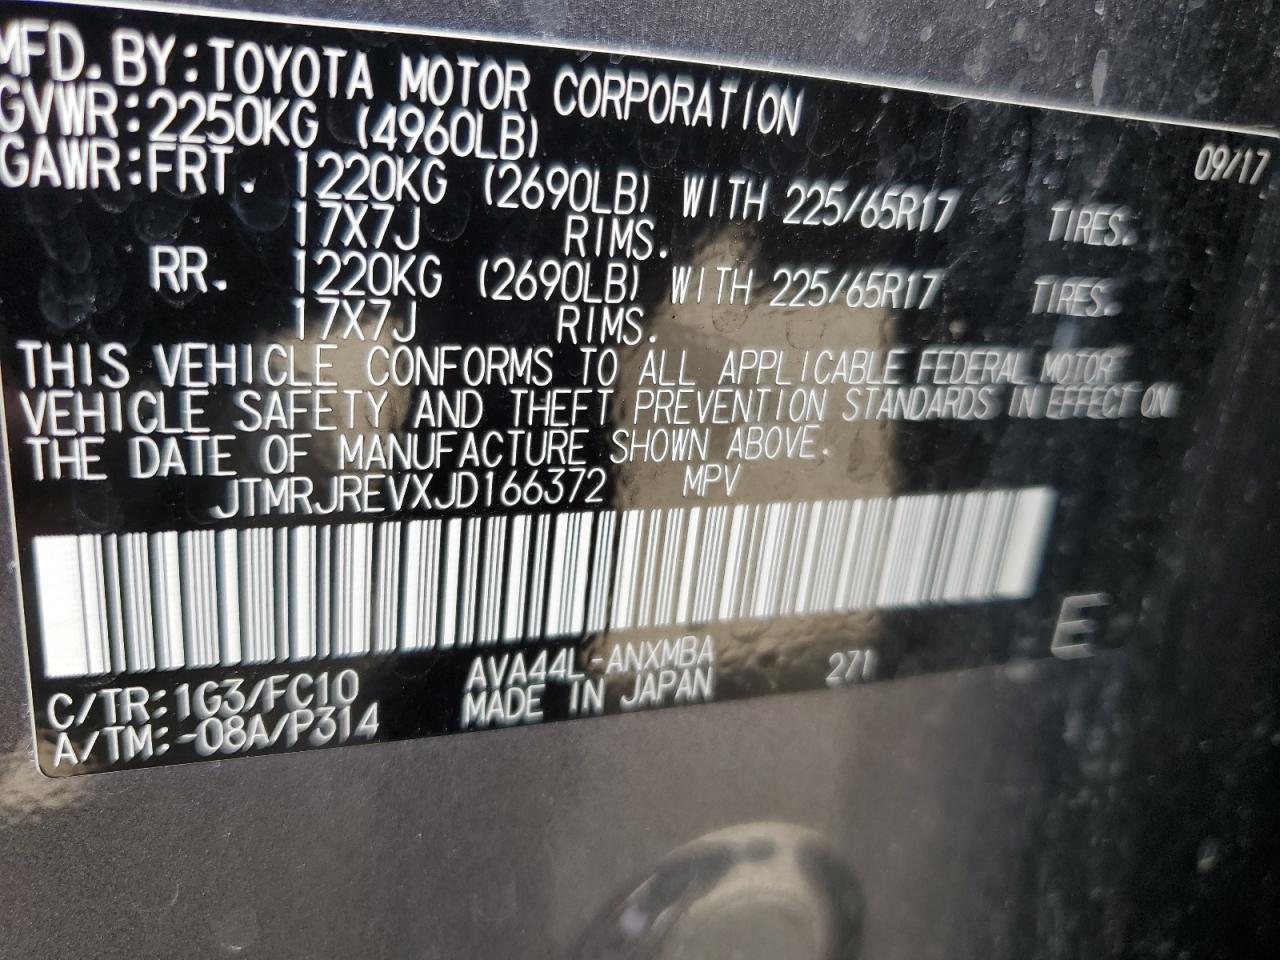 MFD.BY:TOYOTA MOTOR CORPORATION 09/17
GVWR:2250KG (4960LB)
GAWR:FRT. 1220KG (2690LB) WITH 225/65R17 TIRES.
17X7J RIMS.
RR. 1220KG (2690LB) WITH 225/65R17 TIRES.
17X7J RIMS.
THIS VEHICLE CONFORMS TO ALL APPLICABLE FEDERAL MOTOR
VEHICLE SAFETY AND THEFT PREVENTION STANDARDS IN EFFECT ON
THE DATE OF MANUFACTURE SHOWN ABOVE.
JTMRJREVXJD166372 MPV
E
C/TR:1G3/FC10 AVA44L-ANXMBA 271
A/TM:-08A/P314 MADE IN JAPAN